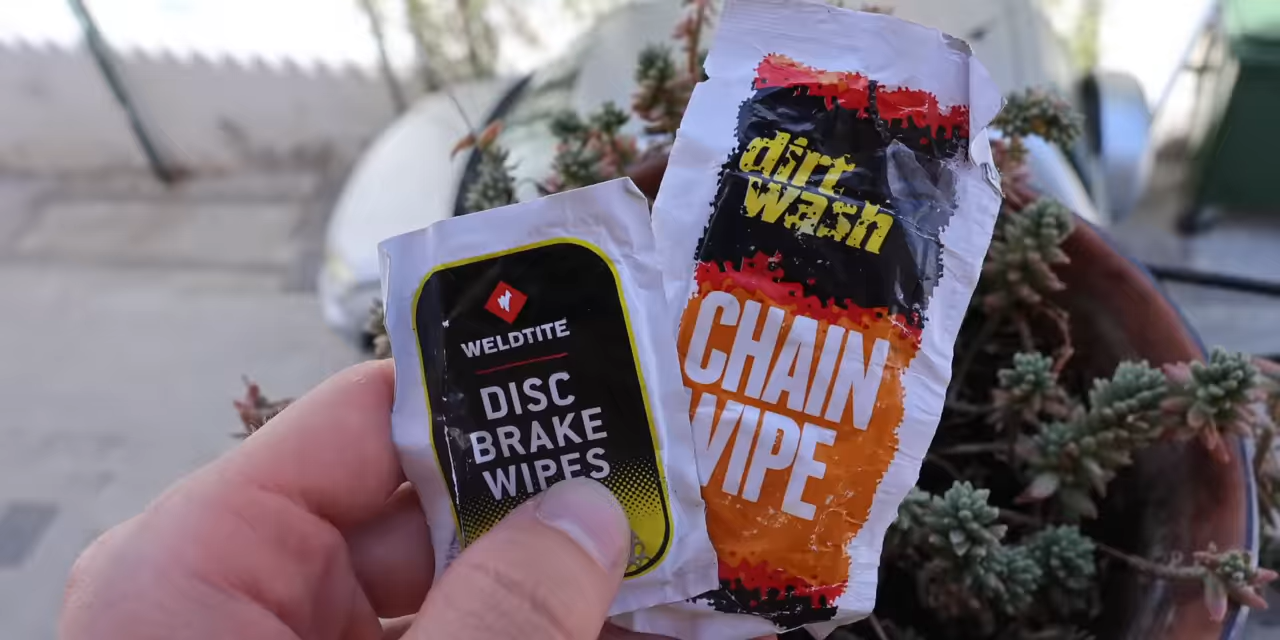 WELDTITE
DISC
BRAKE
WIPES
dirt
wash
CHAIN
WIPE